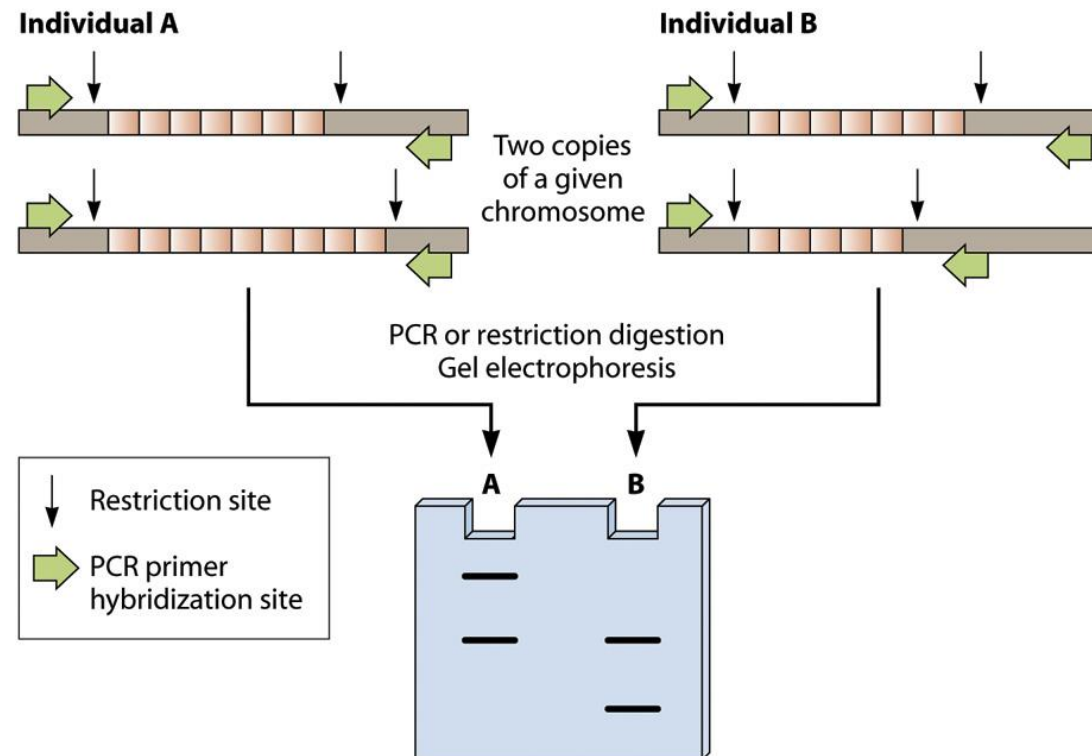 Individual A
Individual B
Two copies
of a given
chromosome
PCR or restriction digestion
Gel electrophoresis
A
B
Restriction site
PCR primer
hybridization site